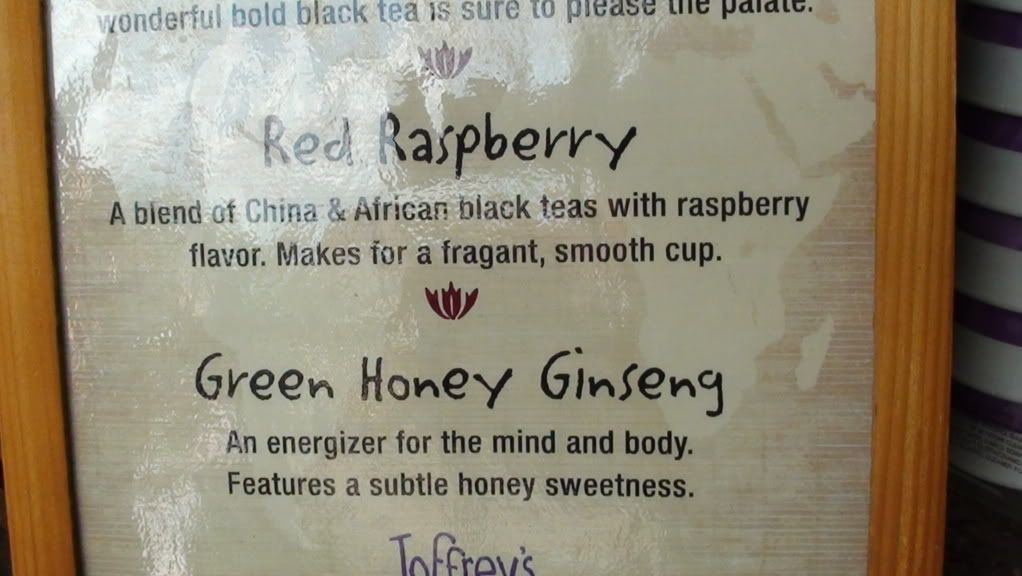 wonderful bold black tea is sure to please the palate.
Red Raspberry
A blend of China & African black teas with raspberry
flavor. Makes for a fragant, smooth cup.
Green Honey Ginseng
An energizer for the mind and body.
Features a subtle honey sweetness.
Joffrey's